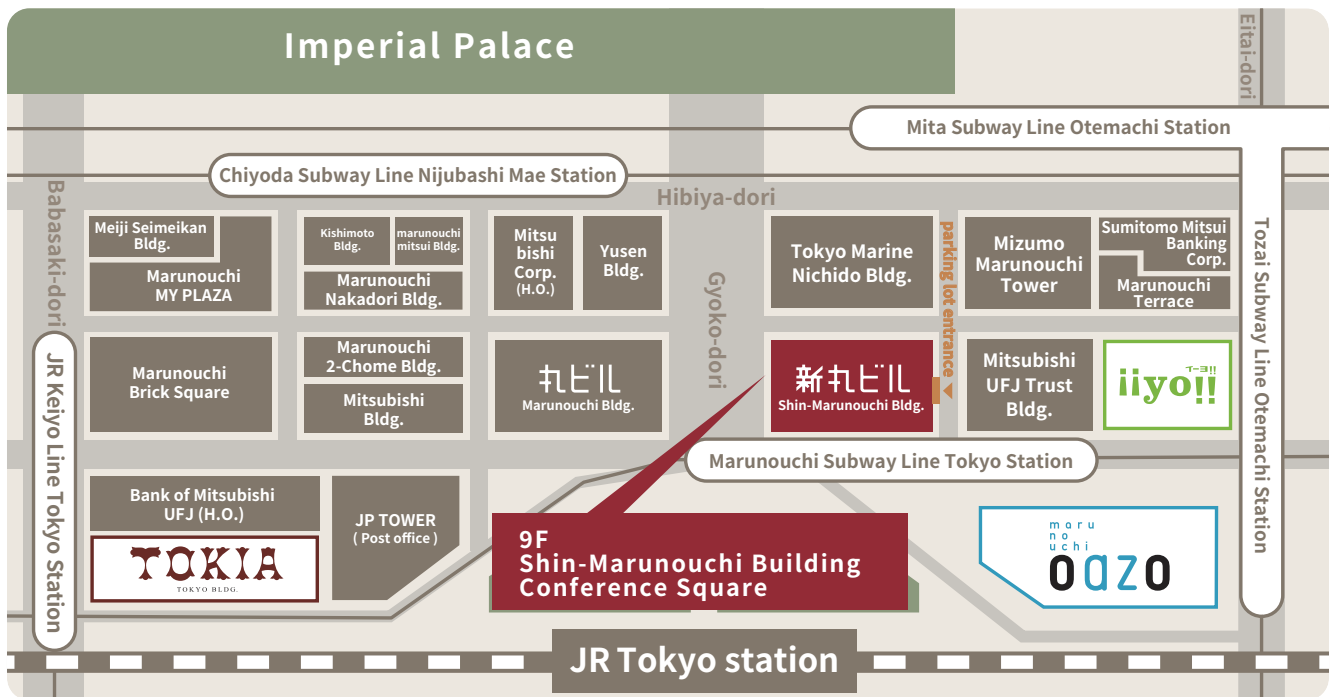 Imperial Palace
Eitai-dori
Mita Subway Line Otemachi Station
Chiyoda Subway Line Nijubashi Mae Station
Hibiya-dori
Babasaki-dori
Meiji Seimeikan
Bldg.
Marunouchi
MY PLAZA
Kishimoto
Bldg.
marunouchi
mitsui Bldg.
Marunouchi
Nakadori Bldg.
Mitsu
bishi
Corp.
(H.O.)
Yusen
Bldg.
Gyoko-dori
Tokyo Marine
Nichido Bldg.
parking lot entrance
Mizumo
Marunouchi
Tower
Sumitomo Mitsui
Banking
Corp.
Marunouchi
Terrace
Tozai Subway Line Otemachi Station
JR Keiyo Line Tokyo Station
Marunouchi
Brick Square
Marunouchi
2-Chome Bldg.
Mitsubishi
Bldg.
丸ビル
Marunouchi Bldg.
新丸ビル
Shin-Marunouchi Bldg.
Mitsubishi
UFJ Trust
Bldg.
イーヨ!!
iiyo!!
Marunouchi Subway Line Tokyo Station
Bank of Mitsubishi
UFJ (H.O.)
TOKIA
TOKYO BLDG.
JP TOWER
( Post office )
9F
Shin-Marunouchi Building
Conference Square
maru
no
uchi
oazo
JR Tokyo station